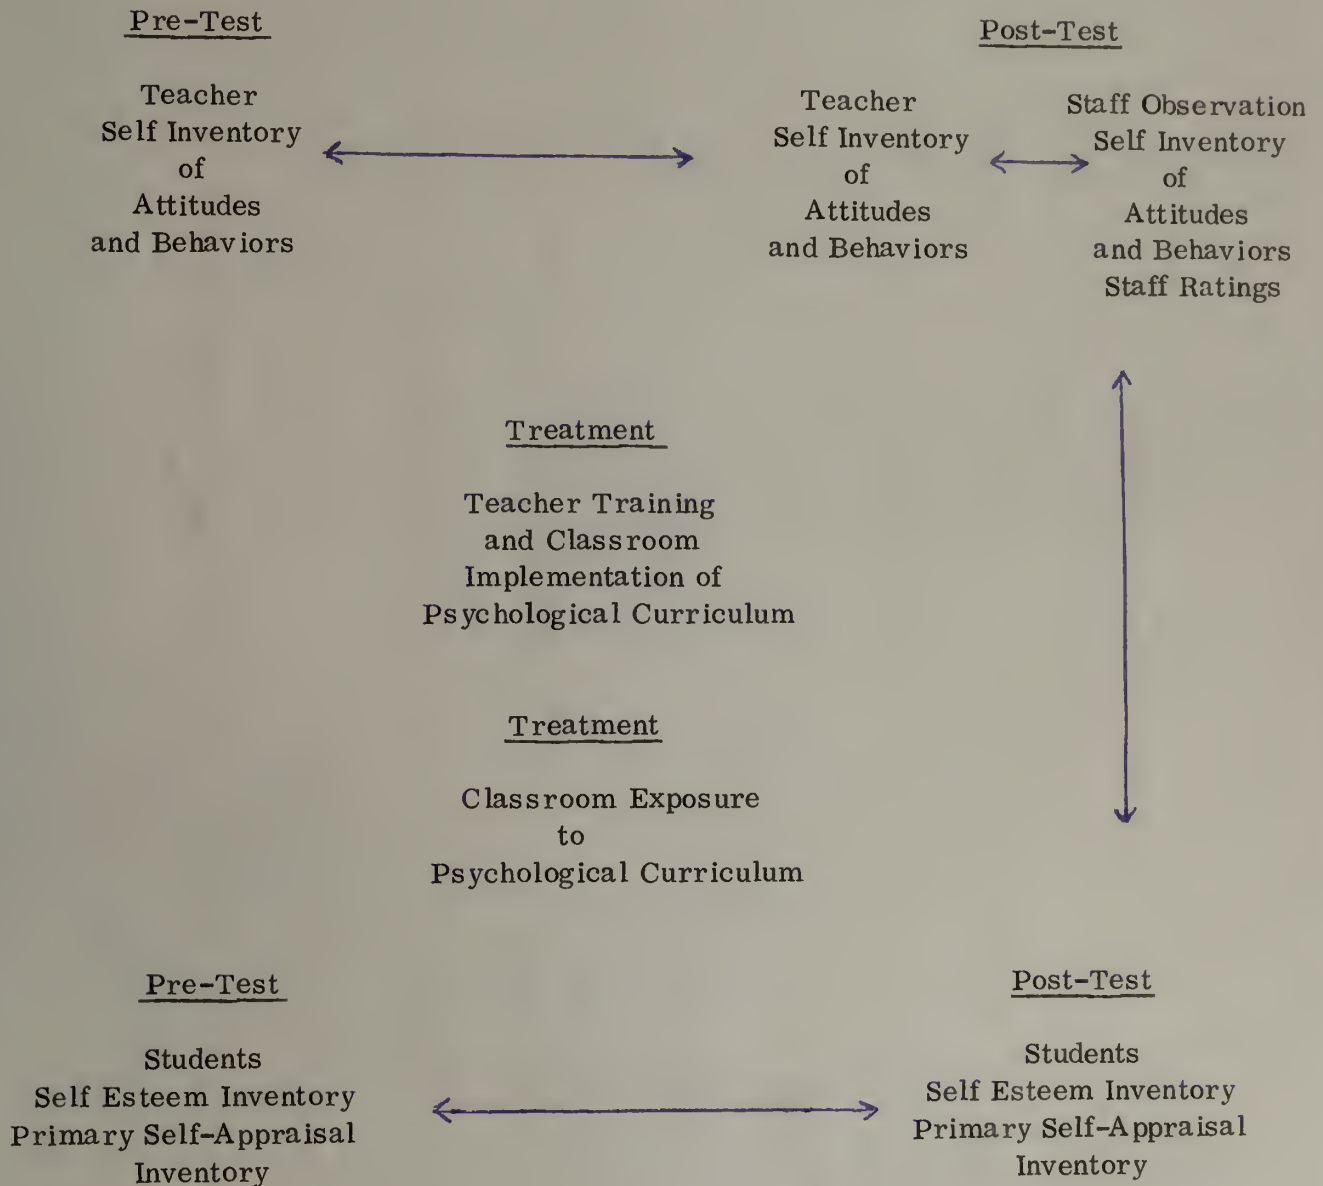 Pre-Test
Teacher
Self Inventory
of
Attitudes
and Behaviors
Post-Test
Teacher
Self Inventory
of
Attitudes
and Behaviors
Staff Observation
Self Inventory
of
Attitudes
and Behaviors
Staff Ratings
Treatment
Teacher Training
and Classroom
Implementation of
Psychological Curriculum
Treatment
Classroom Exposure
to
Psychological Curriculum
Pre-Test
Students
Self Esteem Inventory
Primary Self-Appraisal
Inventory
Post-Test
Students
Self Esteem Inventory
Primary Self-Appraisal
Inventory